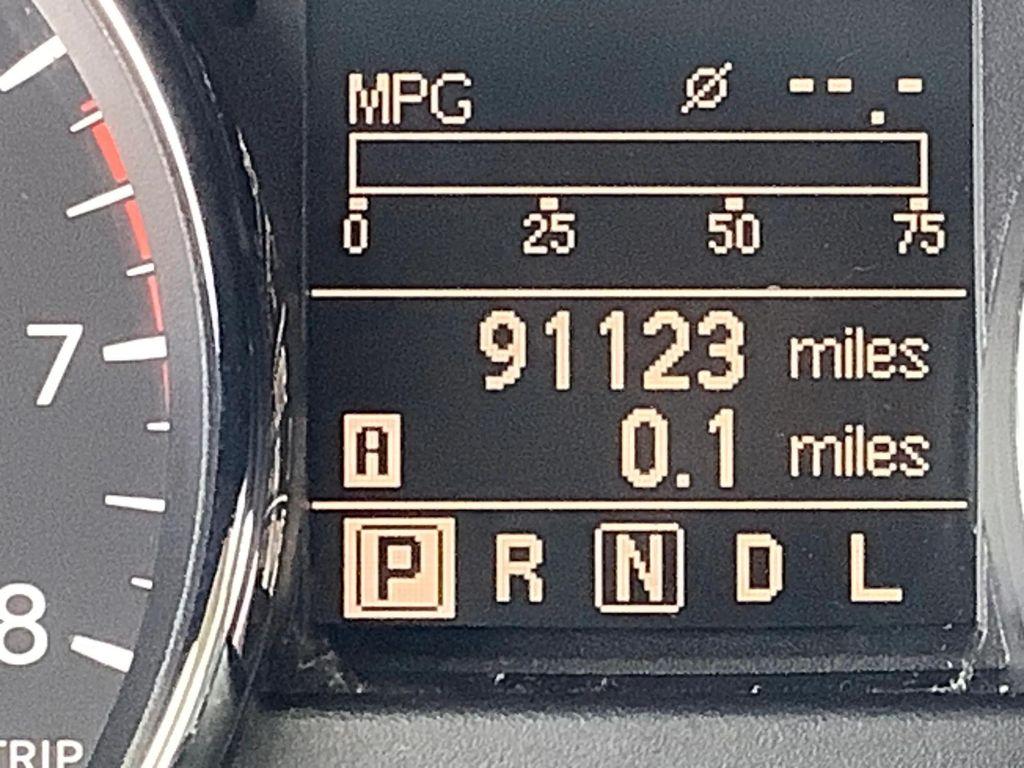 MPG Ø --.-
0 25 50 75
91123 miles
A 0.1 miles
P R N D L
7
8
TRIP